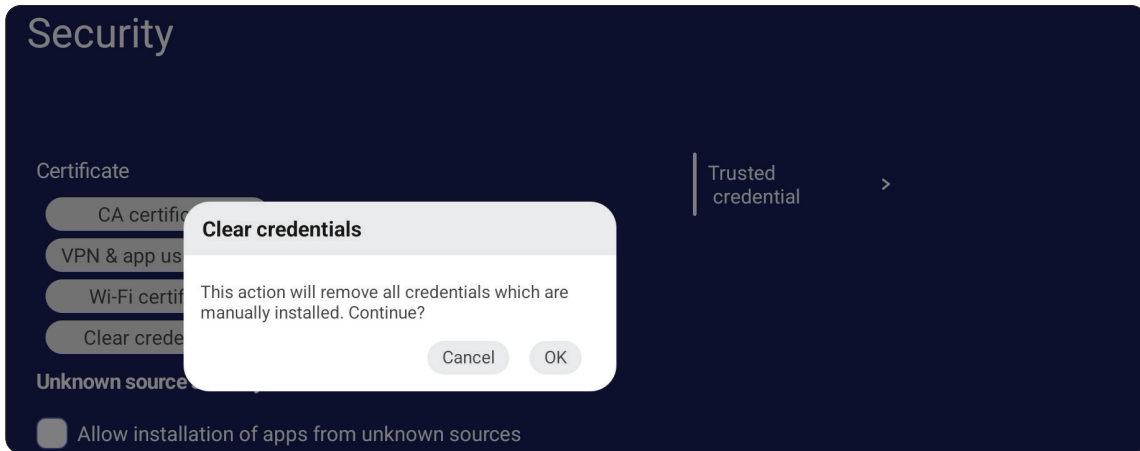 Security
Certificate
CA certific
VPN & app us
Wi-Fi certif
Clear crede
Trusted
credential
>
Clear credentials
This action will remove all credentials which are
manually installed. Continue?
Cancel
OK
Unknown source
Allow installation of apps from unknown sources